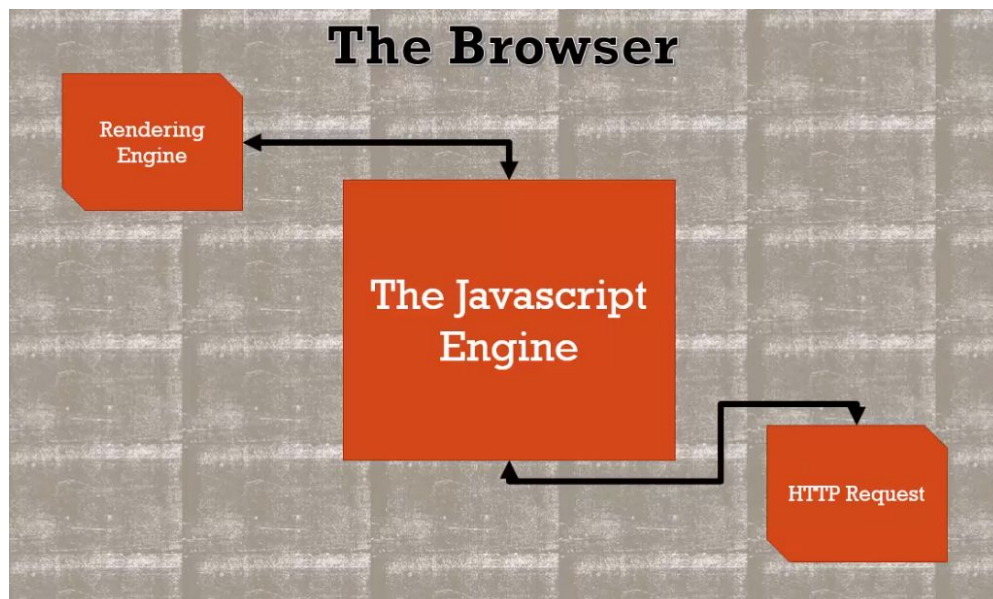 The Browser
Rendering
Engine
The Javascript
Engine
HTTP Request